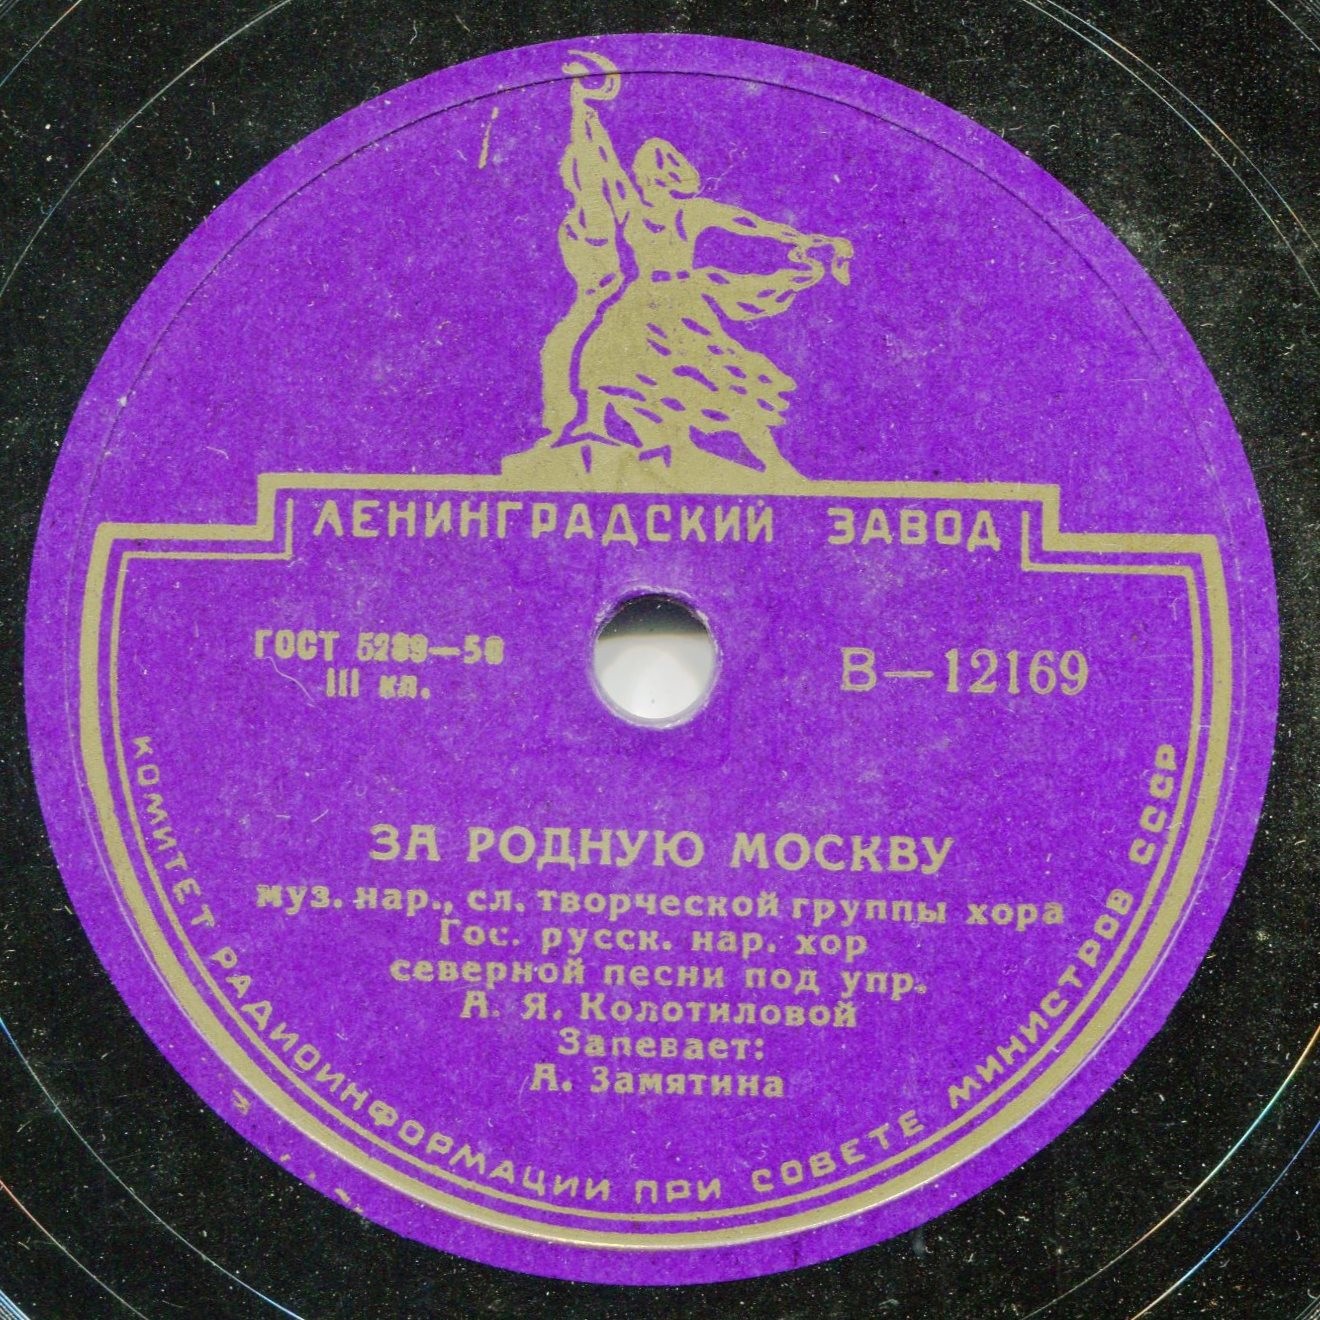 ЛЕНИНГРАДСКИЙ ЗАВОД
ГОСТ 5289—50
III кл.
В—12169
ЗА РОДНУЮ МОСКВУ
муз. нар., сл. творческой группы хора
Гос. русск. нар. хор
северной песни под упр.
А. Я. Колотиловой
Запевает:
А. Замятина
КОМИТЕТ РАДИОИНФОРМАЦИИ ПРИ СОВЕТЕ МИНИСТРОВ СССР